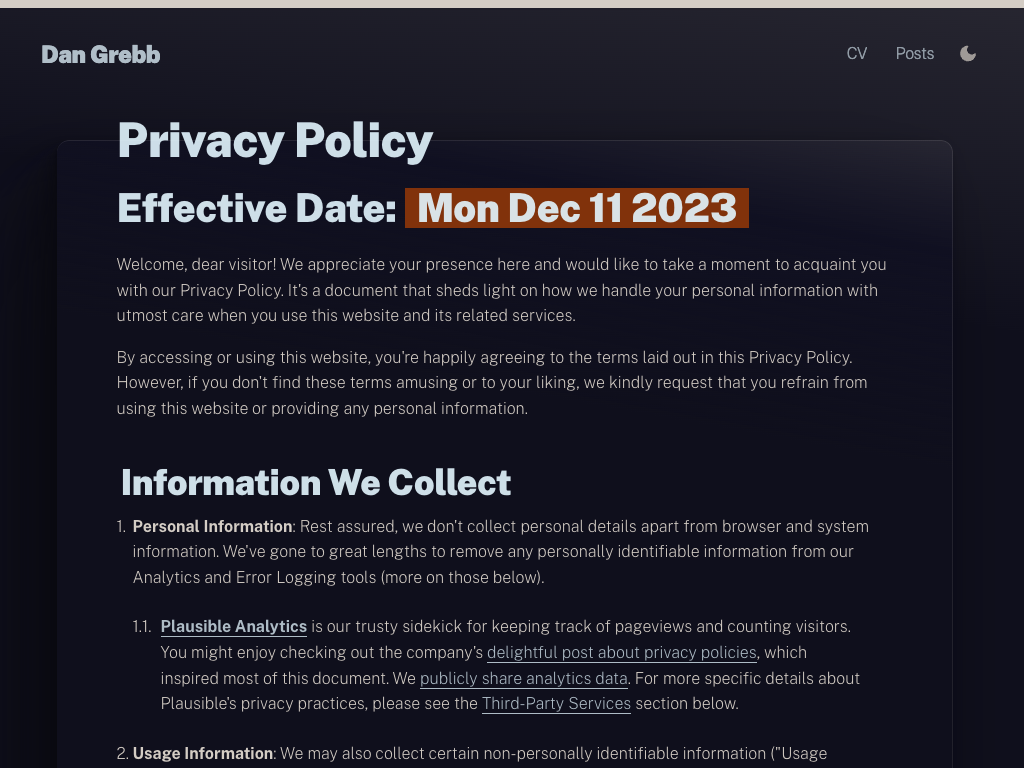 Dan Grebb
CV
Posts
Privacy Policy
Effective Date: Mon Dec 11 2023
Welcome, dear visitor! We appreciate your presence here and would like to take a moment to acquaint you
with our Privacy Policy. It's a document that sheds light on how we handle your personal information with
utmost care when you use this website and its related services.
By accessing or using this website, you're happily agreeing to the terms laid out in this Privacy Policy.
However, if you don't find these terms amusing or to your liking, we kindly request that you refrain from
using this website or providing any personal information.
Information We Collect
1. Personal Information: Rest assured, we don't collect personal details apart from browser and system
information. We've gone to great lengths to remove any personally identifiable information from our
Analytics and Error Logging tools (more on those below).
1.1. Plausible Analytics is our trusty sidekick for keeping track of pageviews and counting visitors.
You might enjoy checking out the company's delightful post about privacy policies, which
inspired most of this document. We publicly share analytics data. For more specific details about
Plausible's privacy practices, please see the Third-Party Services section below.
2. Usage Information: We may also collect certain non-personally identifiable information ("Usage